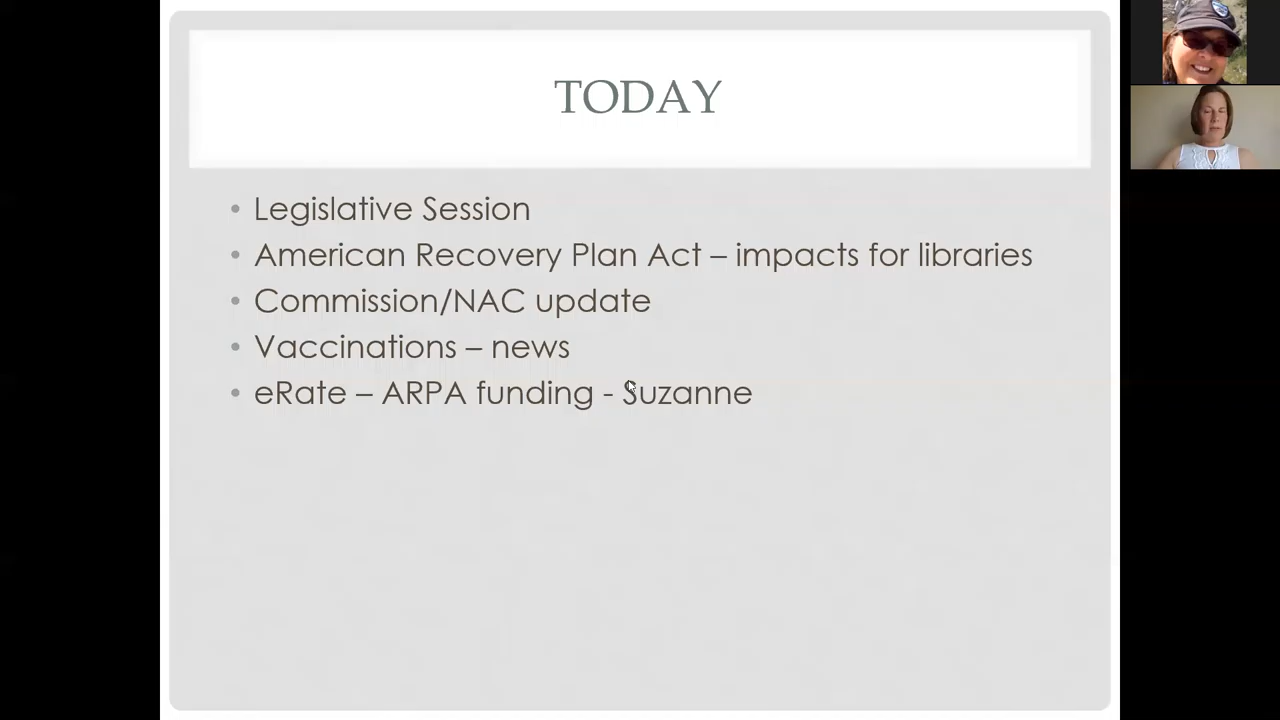 TODAY
• Legislative Session
• American Recovery Plan Act – impacts for libraries
• Commission/NAC update
• Vaccinations – news
• eRate – ARPA funding - Suzanne